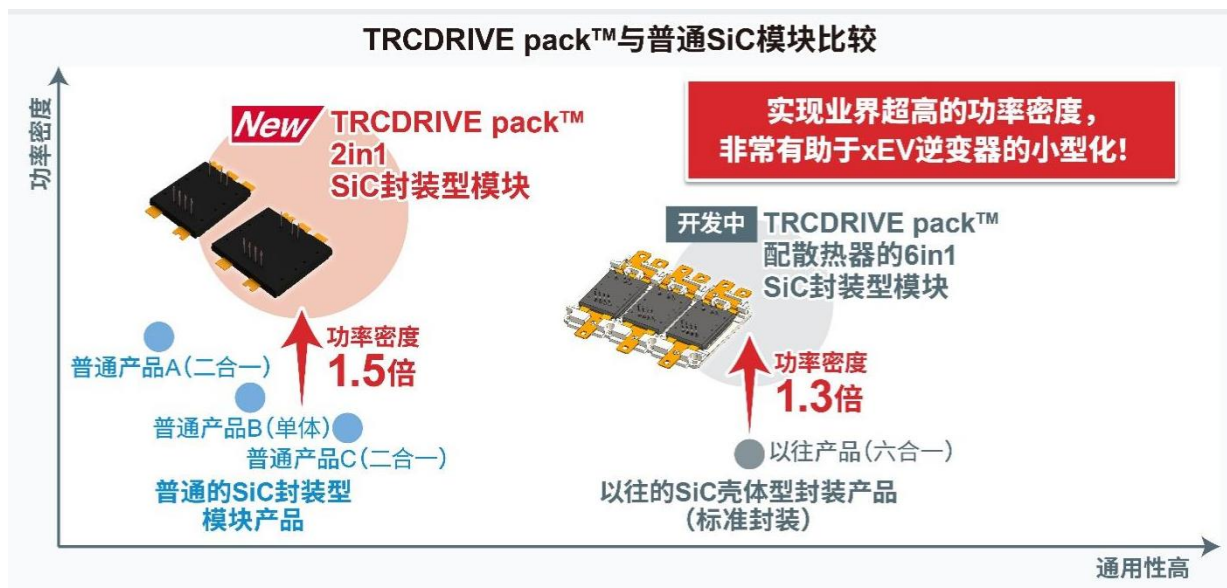 TRCDRIVE pack™与普通SiC模块比较
功率密度
New
TRCDRIVE pack™
2in1
SiC封装型模块
实现业界超高的功率密度，
非常有助于xEV逆变器的小型化！
开发中
TRCDRIVE pack™
配散热器的6in1
SiC封装型模块
功率密度
1.5倍
普通产品A（二合一）
普通产品B（单体）
普通产品C（二合一）
普通的SiC封装型
模块产品
功率密度
1.3倍
以往产品（六合一）
以往的SiC壳体型封装产品
（标准封装）
通用性高